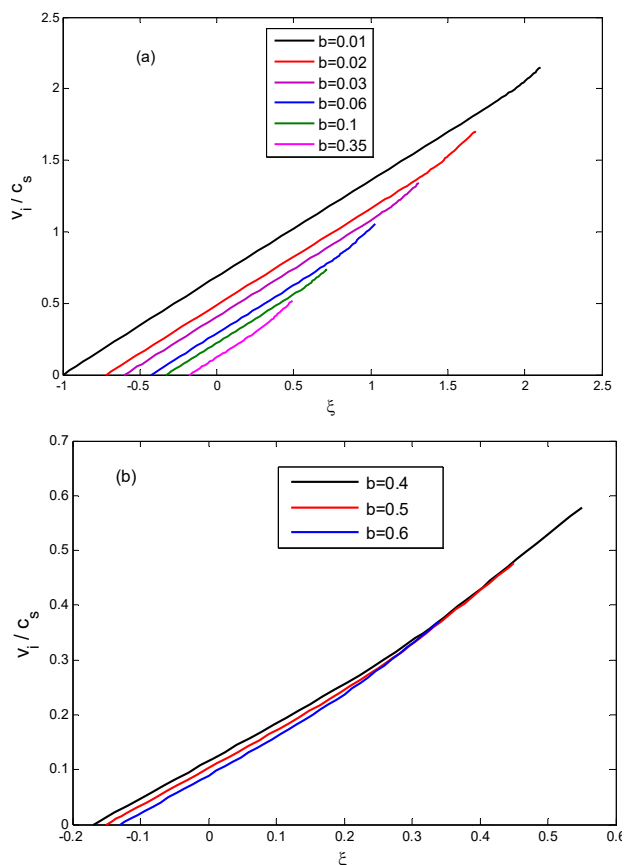 2.5
2
1.5
1
0.5
0
v_i / c_s
(a)
b=0.01
b=0.02
b=0.03
b=0.06
b=0.1
b=0.35
-1 -0.5 0 0.5 1 1.5 2 2.5
ξ
0.7
0.6
0.5
0.4
0.3
0.2
0.1
0
v_i / c_s
(b)
b=0.4
b=0.5
b=0.6
-0.2 -0.1 0 0.1 0.2 0.3 0.4 0.5 0.6
ξ